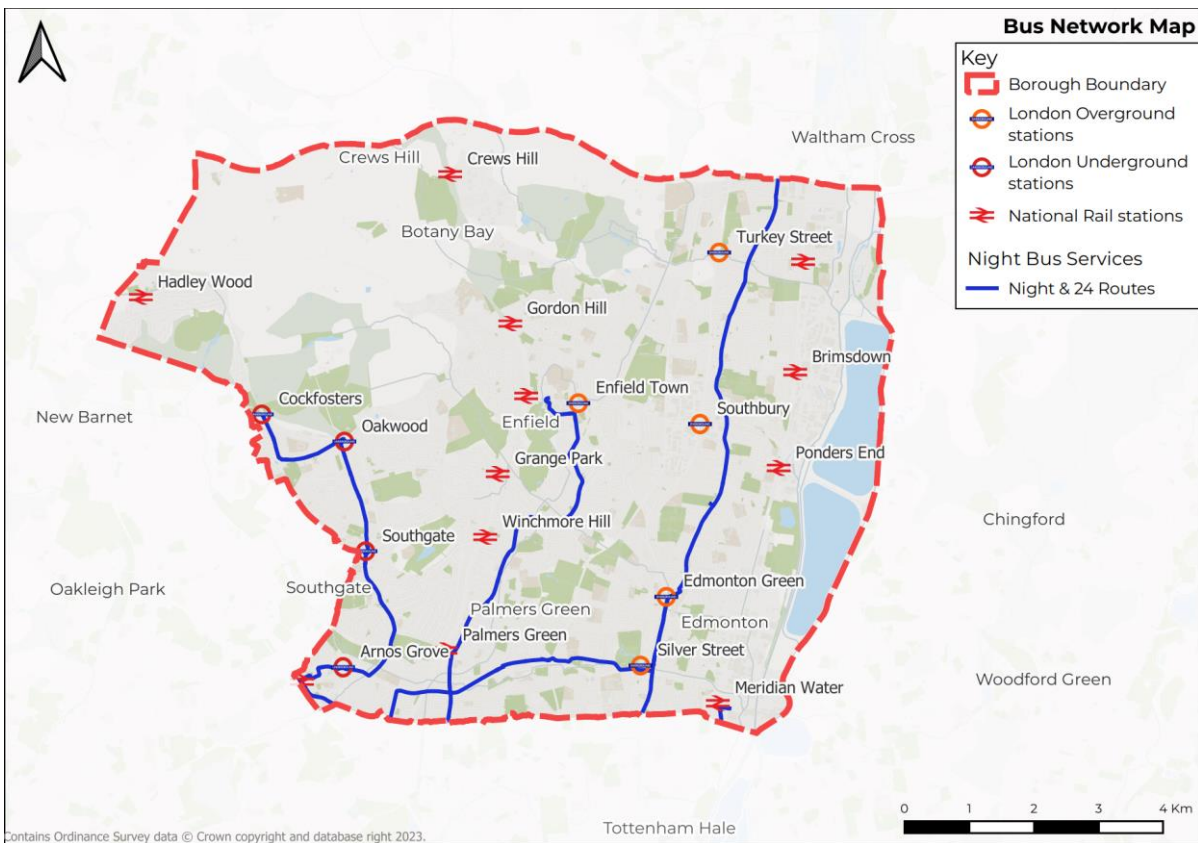 Bus Network Map
Key
Borough Boundary
London Overground
stations
London Underground
stations
National Rail stations
Night Bus Services
Night & 24 Routes
Waltham Cross
Crews Hill
Crews Hill
Botany Bay
Turkey Street
Hadley Wood
Gordon Hill
Brimsdown
Enfield Town
New Barnet
Cockfosters
Oakwood
Enfield
Southbury
Grange Park
Ponders End
Winchmore Hill
Chingford
Southgate
Oakleigh Park
Southgate
Edmonton Green
Palmers Green
Edmonton
Palmers Green
Arnos Grove
Silver Street
Meridian Water
Woodford Green
Tottenham Hale
0 1 2 3 4 Km
Contains Ordinance Survey data © Crown copyright and database right 2023.